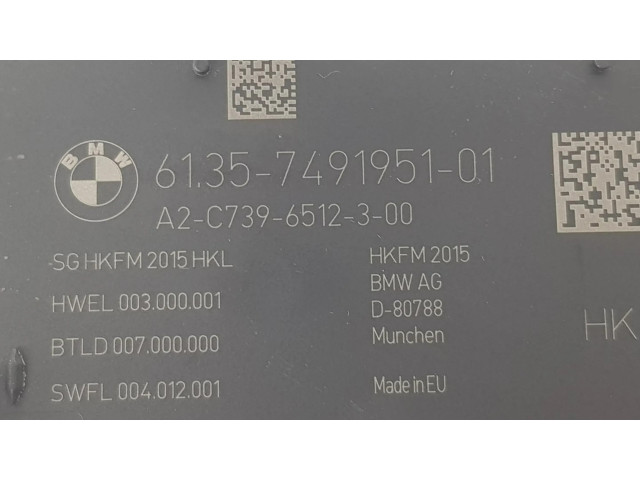 BMW
61.35-7491951-01
A2-C739-6512-3-00
SG HKFM 2015 HKL
HWEL 003.000.001
BTLD 007.000.000
SWFL 004.012.001
HKFM 2015
BMW AG
D-80788
Munchen
Made in EU
HK